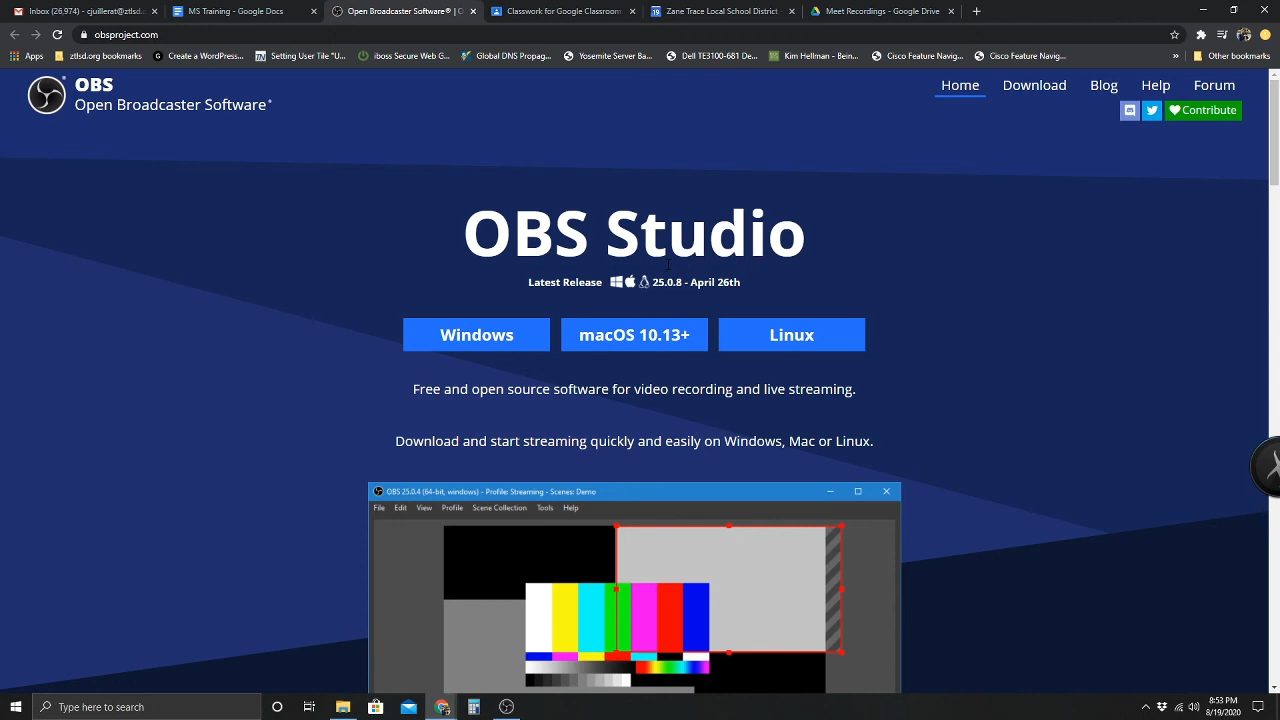 Inbox (26,974) - cjuillerat@ztlsd.org
MS Training - Google Docs
Open Broadcaster Software® | O
Classwork for Google Classroom
Zane Trace Local School District
Meet Recordings - Google Drive
obsproject.com
Apps
ztlsd.org bookmarks
Create a WordPress...
Setting User "U...
iboss Secure Web G...
Global DNS Propag...
Yosemite Server Ba...
Dell TE3100-681 De...
Kim Hellman - Ban...
Cisco Feature Navig...
Cisco Feature Navig...
»
Other bookmarks
OBS
Open Broadcaster Software®
Home
Download
Blog
Help
Forum
Contribute
OBS Studio
Latest Release 25.0.8 - April 26th
Windows
macOS 10.13+
Linux
Free and open source software for video recording and live streaming.
Download and start streaming quickly and easily on Windows, Mac or Linux.
OBS 25.0.4 (64-bit, windows) - Profile: Streaming - Scenes: Demo
File Edit View Profile Scene Collection Tools Help
Type here to search
8:53 PM
8/19/2020